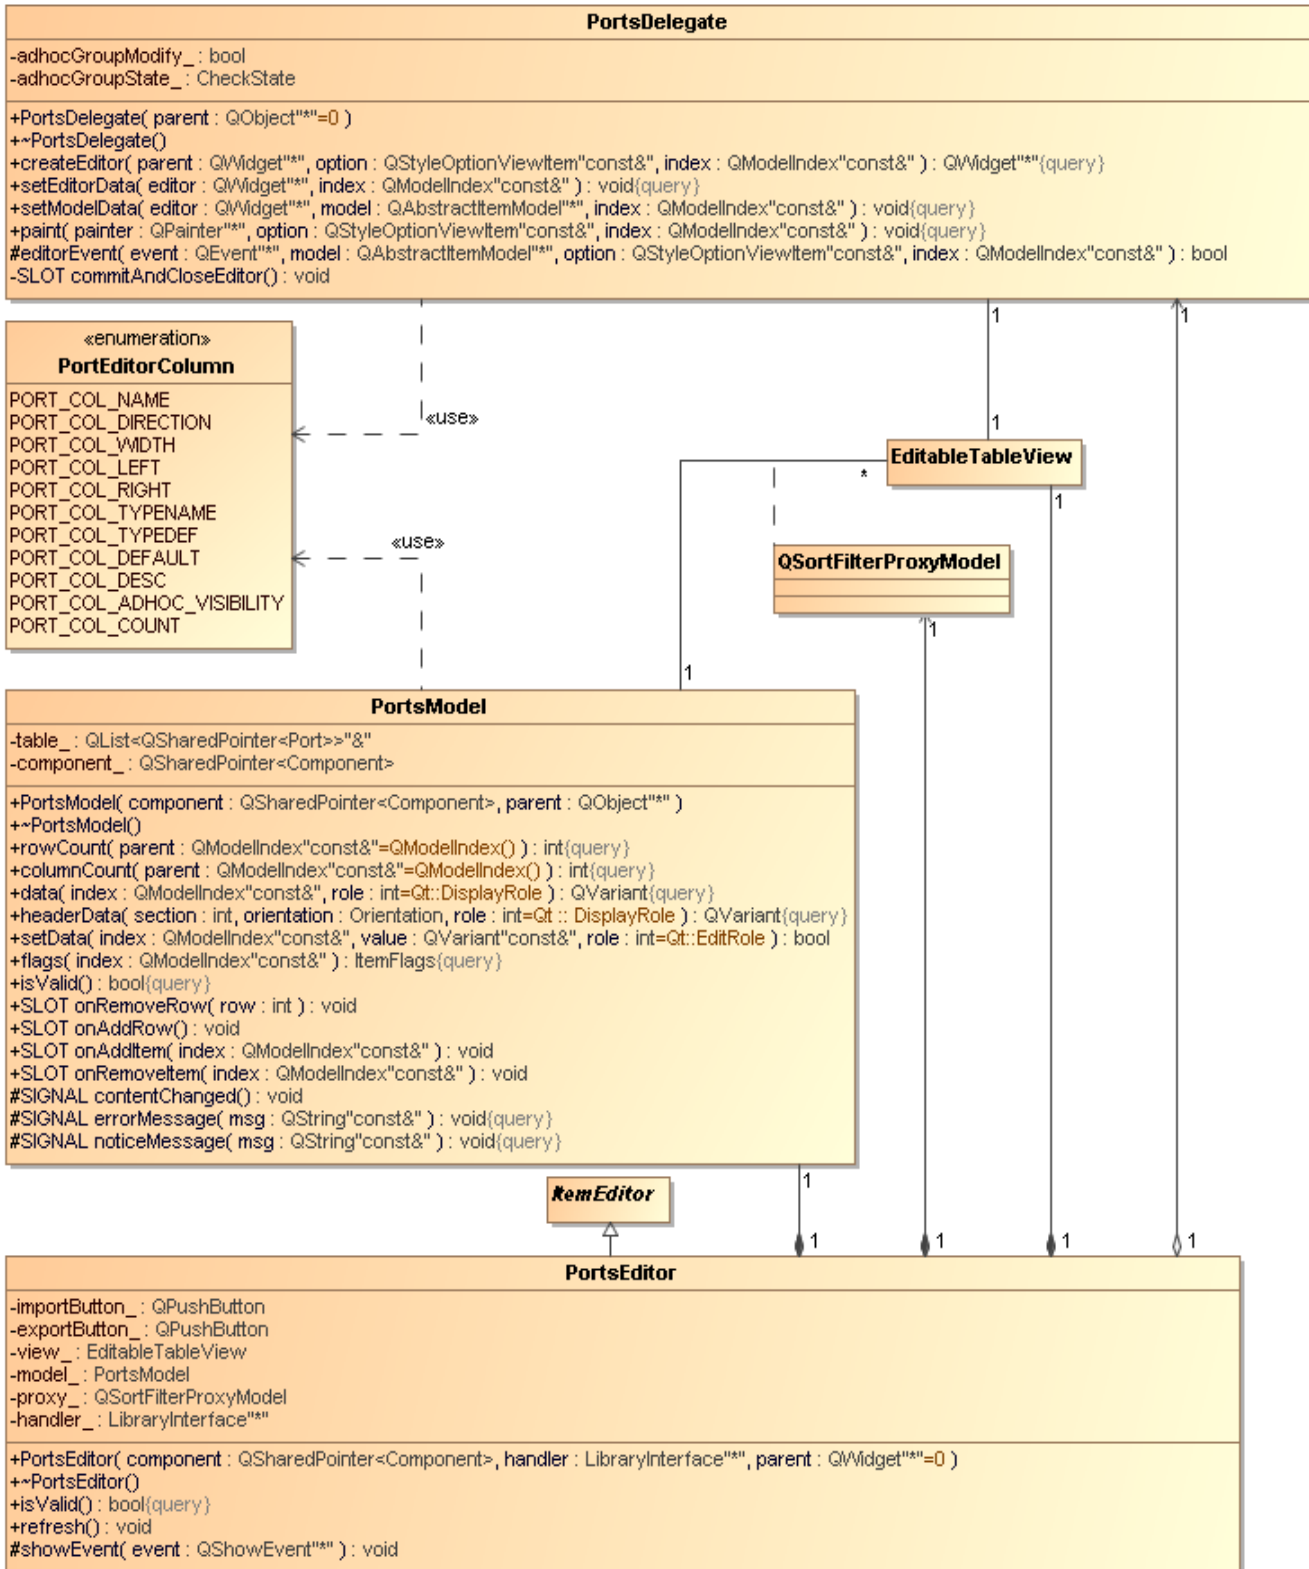 PortsDelegate
-adhocGroupModify_ : bool
-adhocGroupState_ : CheckState
+PortsDelegate( parent : QObject"*"=0 )
+~PortsDelegate()
+createEditor( parent : QWidget"*", option : QStyleOptionViewItem"const&", index : QModelIndex"const&" ) : QWidget"*"{query}
+setEditorData( editor : QWidget"*", index : QModelIndex"const&" ) : void{query}
+setModelData( editor : QWidget"*", model : QAbstractItemModel"*", index : QModelIndex"const&" ) : void{query}
+paint( painter : QPainter"*", option : QStyleOptionViewItem"const&", index : QModelIndex"const&" ) : void{query}
#editorEvent( event : QEvent"*", model : QAbstractItemModel"*", option : QStyleOptionViewItem"const&", index : QModelIndex"const&" ) : bool
-SLOT commitAndCloseEditor() : void
1
1
«enumeration»
PortEditorColumn
PORT_COL_NAME
PORT_COL_DIRECTION
PORT_COL_WIDTH
PORT_COL_LEFT
PORT_COL_RIGHT
PORT_COL_TYPENAME
PORT_COL_TYPEDEF
PORT_COL_DEFAULT
PORT_COL_DESC
PORT_COL_ADHOC_VISIBILITY
PORT_COL_COUNT
«use»
«use»
1
EditableTableView
*
1
QSortFilterProxyModel
1
1
PortsModel
-table_ : QList<QSharedPointer<Port>>"&"
-component_ : QSharedPointer<Component>
+PortsModel( component : QSharedPointer<Component>, parent : QObject"*" )
+~PortsModel()
+rowCount( parent : QModelIndex"const&"=QModelIndex() ) : int{query}
+columnCount( parent : QModelIndex"const&"=QModelIndex() ) : int{query}
+data( index : QModelIndex"const&", role : int=Qt::DisplayRole ) : QVariant{query}
+headerData( section : int, orientation : Orientation, role : int=Qt :: DisplayRole ) : QVariant{query}
+setData( index : QModelIndex"const&", value : QVariant"const&", role : int=Qt::EditRole ) : bool
+flags( index : QModelIndex"const&" ) : ItemFlags{query}
+isValid() : bool{query}
+SLOT onRemoveRow( row : int ) : void
+SLOT onAddRow() : void
+SLOT onAddItem( index : QModelIndex"const&" ) : void
+SLOT onRemoveItem( index : QModelIndex"const&" ) : void
#SIGNAL contentChanged() : void
#SIGNAL errorMessage( msg : QString"const&" ) : void{query}
#SIGNAL noticeMessage( msg : QString"const&" ) : void{query}
1
ItemEditor
1
1
1
1
PortsEditor
-importButton_ : QPushButton
-exportButton_ : QPushButton
-view_ : EditableTableView
-model_ : PortsModel
-proxy_ : QSortFilterProxyModel
-handler_ : LibraryInterface"*"
+PortsEditor( component : QSharedPointer<Component>, handler : LibraryInterface"*", parent : QWidget"*"=0 )
+~PortsEditor()
+isValid() : bool{query}
+refresh() : void
#showEvent( event : QShowEvent"*" ) : void